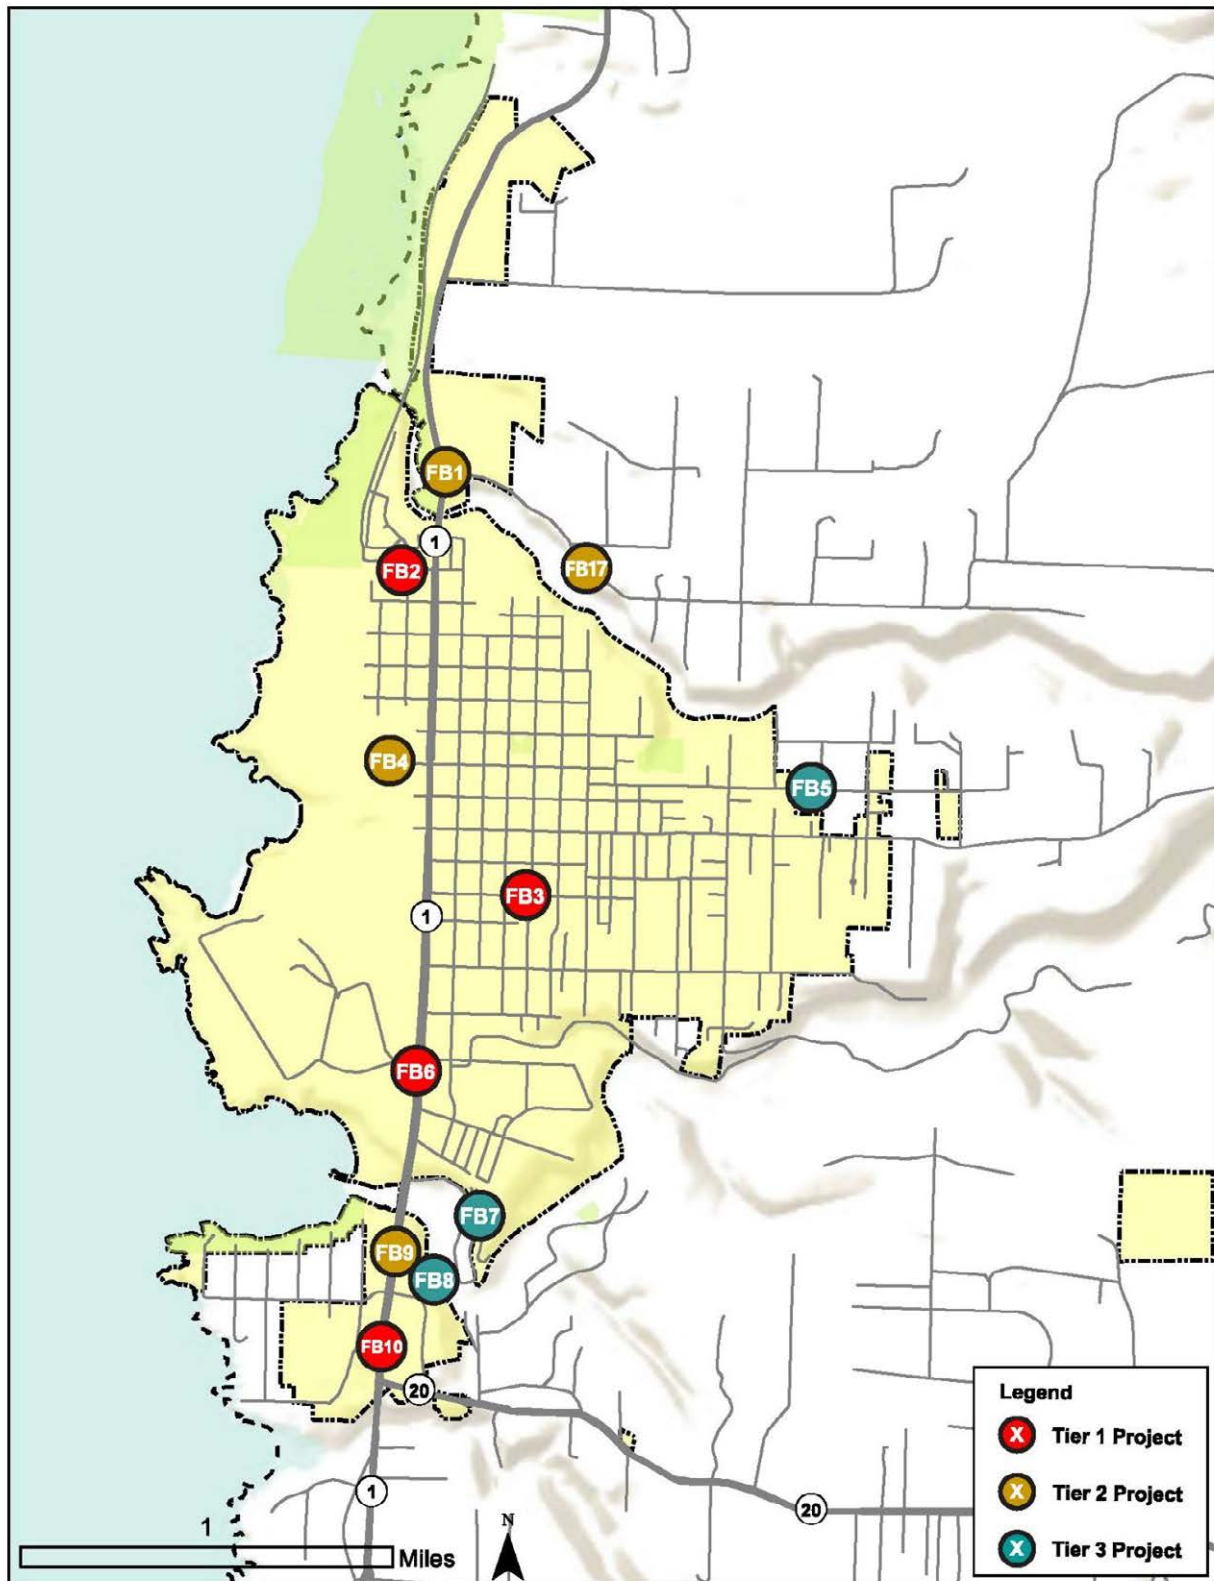 FB1
1
FB2
FB17
FB4
FB5
FB3
1
FB6
FB7
FB9
FB8
FB10
20
1
20
1
Miles
N
Legend
X Tier 1 Project
X Tier 2 Project
X Tier 3 Project